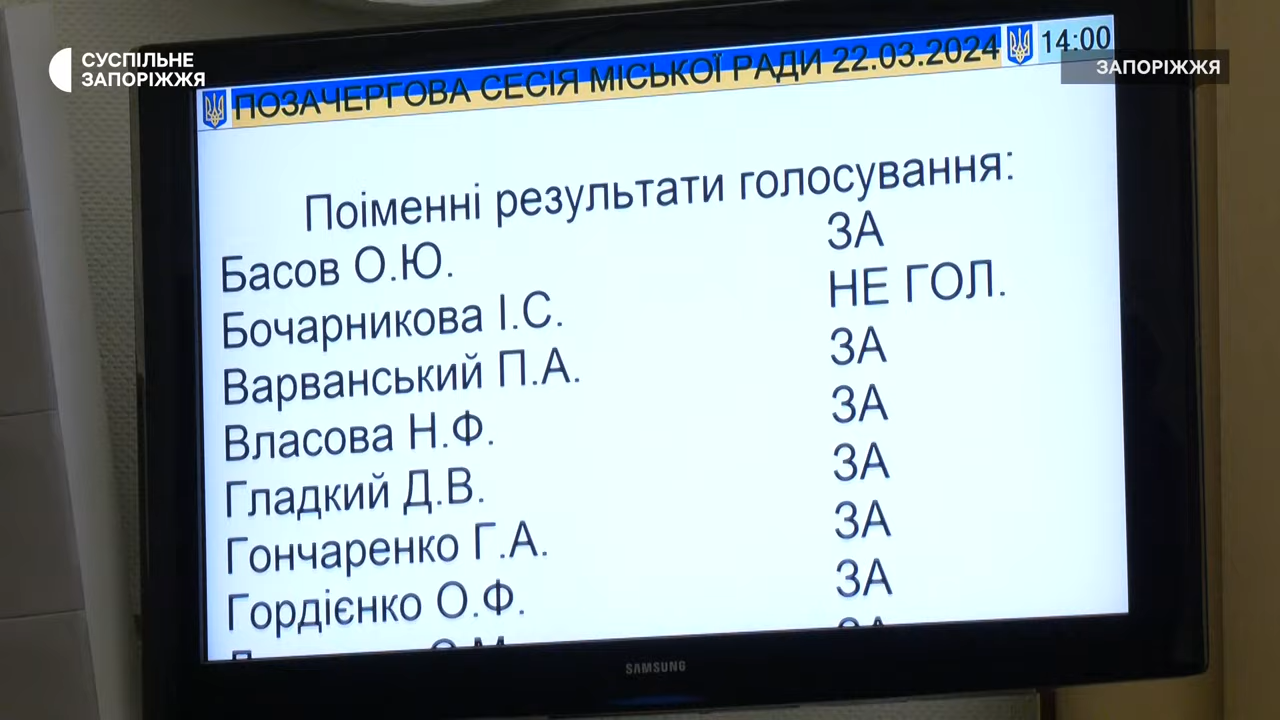 СУСПІЛЬНЕ
ЗАПОРІЖЖЯ
ПОЗАЧЕРГОВА СЕСІЯ МІСЬКОЇ РАДИ 22.03.2024 14:00
ЗАПОРІЖЖЯ
Поіменні результати голосування:
Басов О.Ю. ЗА
Бочарникова І.С. НЕ ГОЛ.
Варванський П.А. ЗА
Власова Н.Ф. ЗА
Гладкий Д.В. ЗА
Гончаренко Г.А. ЗА
Гордієнко О.Ф. ЗА
SAMSUNG